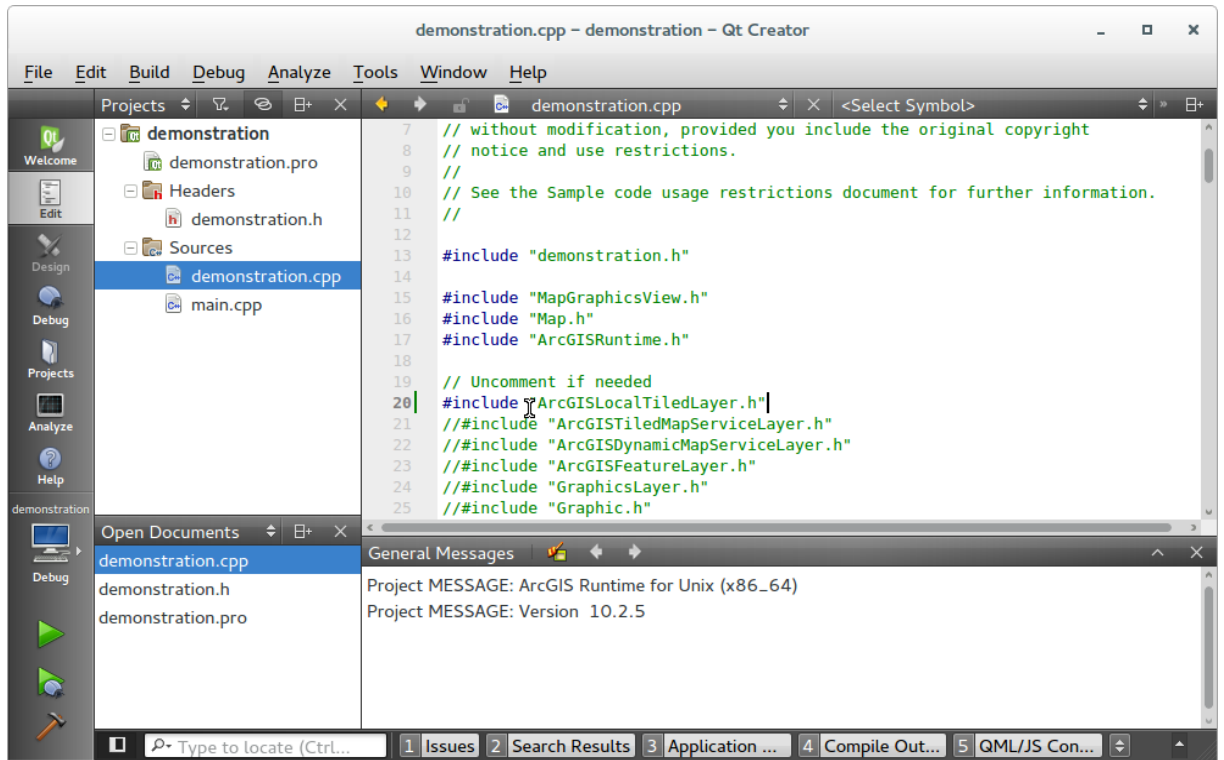 demonstration.cpp – demonstration – Qt Creator
File Edit Build Debug Analyze Tools Window Help
Projects
demonstration.cpp
<Select Symbol>
Welcome
Edit
Design
Debug
Projects
Analyze
Help
demonstration
Debug
demonstration
demonstration.pro
Headers
demonstration.h
Sources
demonstration.cpp
main.cpp
7 // without modification, provided you include the original copyright
8 // notice and use restrictions.
9 //
10 // See the Sample code usage restrictions document for further information.
11 //
12
13 #include "demonstration.h"
14
15 #include "MapGraphicsView.h"
16 #include "Map.h"
17 #include "ArcGISRuntime.h"
18
19 // Uncomment if needed
20 #include "ArcGISLocalTiledLayer.h"
21 //#include "ArcGISTiledMapServiceLayer.h"
22 //#include "ArcGISDynamicMapServiceLayer.h"
23 //#include "ArcGISFeatureLayer.h"
24 //#include "GraphicsLayer.h"
25 //#include "Graphic.h"
Open Documents
demonstration.cpp
demonstration.h
demonstration.pro
General Messages
Project MESSAGE: ArcGIS Runtime for Unix (x86_64)
Project MESSAGE: Version 10.2.5
Type to locate (Ctrl...
1 Issues 2 Search Results 3 Application ... 4 Compile Out... 5 QML/JS Con...